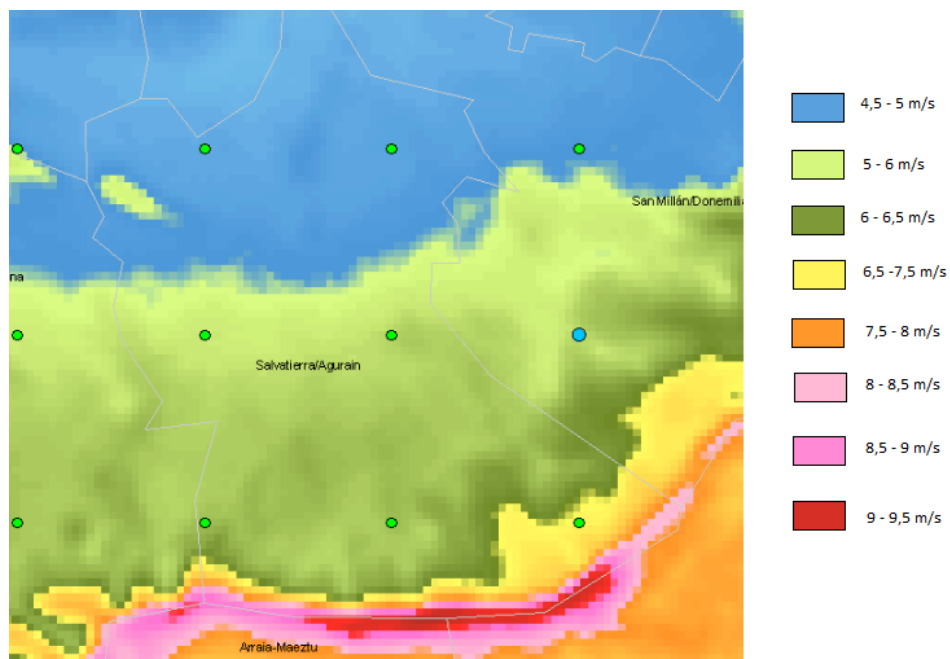 4,5 - 5 m/s
5 - 6 m/s
San Millán/Donemilia
6 - 6,5 m/s
na
6,5 -7,5 m/s
7,5 - 8 m/s
Salvatierra/Agurain
8 - 8,5 m/s
8,5 - 9 m/s
9 - 9,5 m/s
Arraia-Maeztu